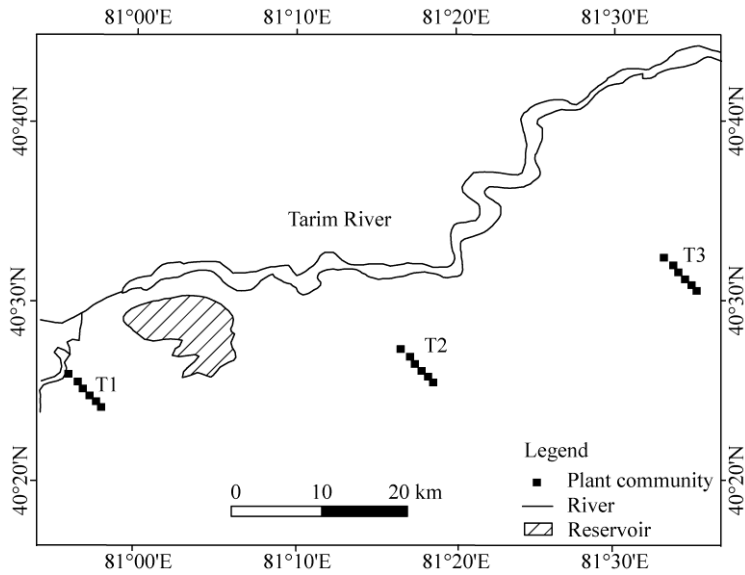 81°00'E 81°10'E 81°20'E 81°30'E
40°40'N 40°40'N
Tarim River
T3
40°30'N 40°30'N
T2
T1
Legend
Plant community
0 10 20 km
River
Reservoir
40°20'N 40°20'N
81°00'E 81°10'E 81°20'E 81°30'E